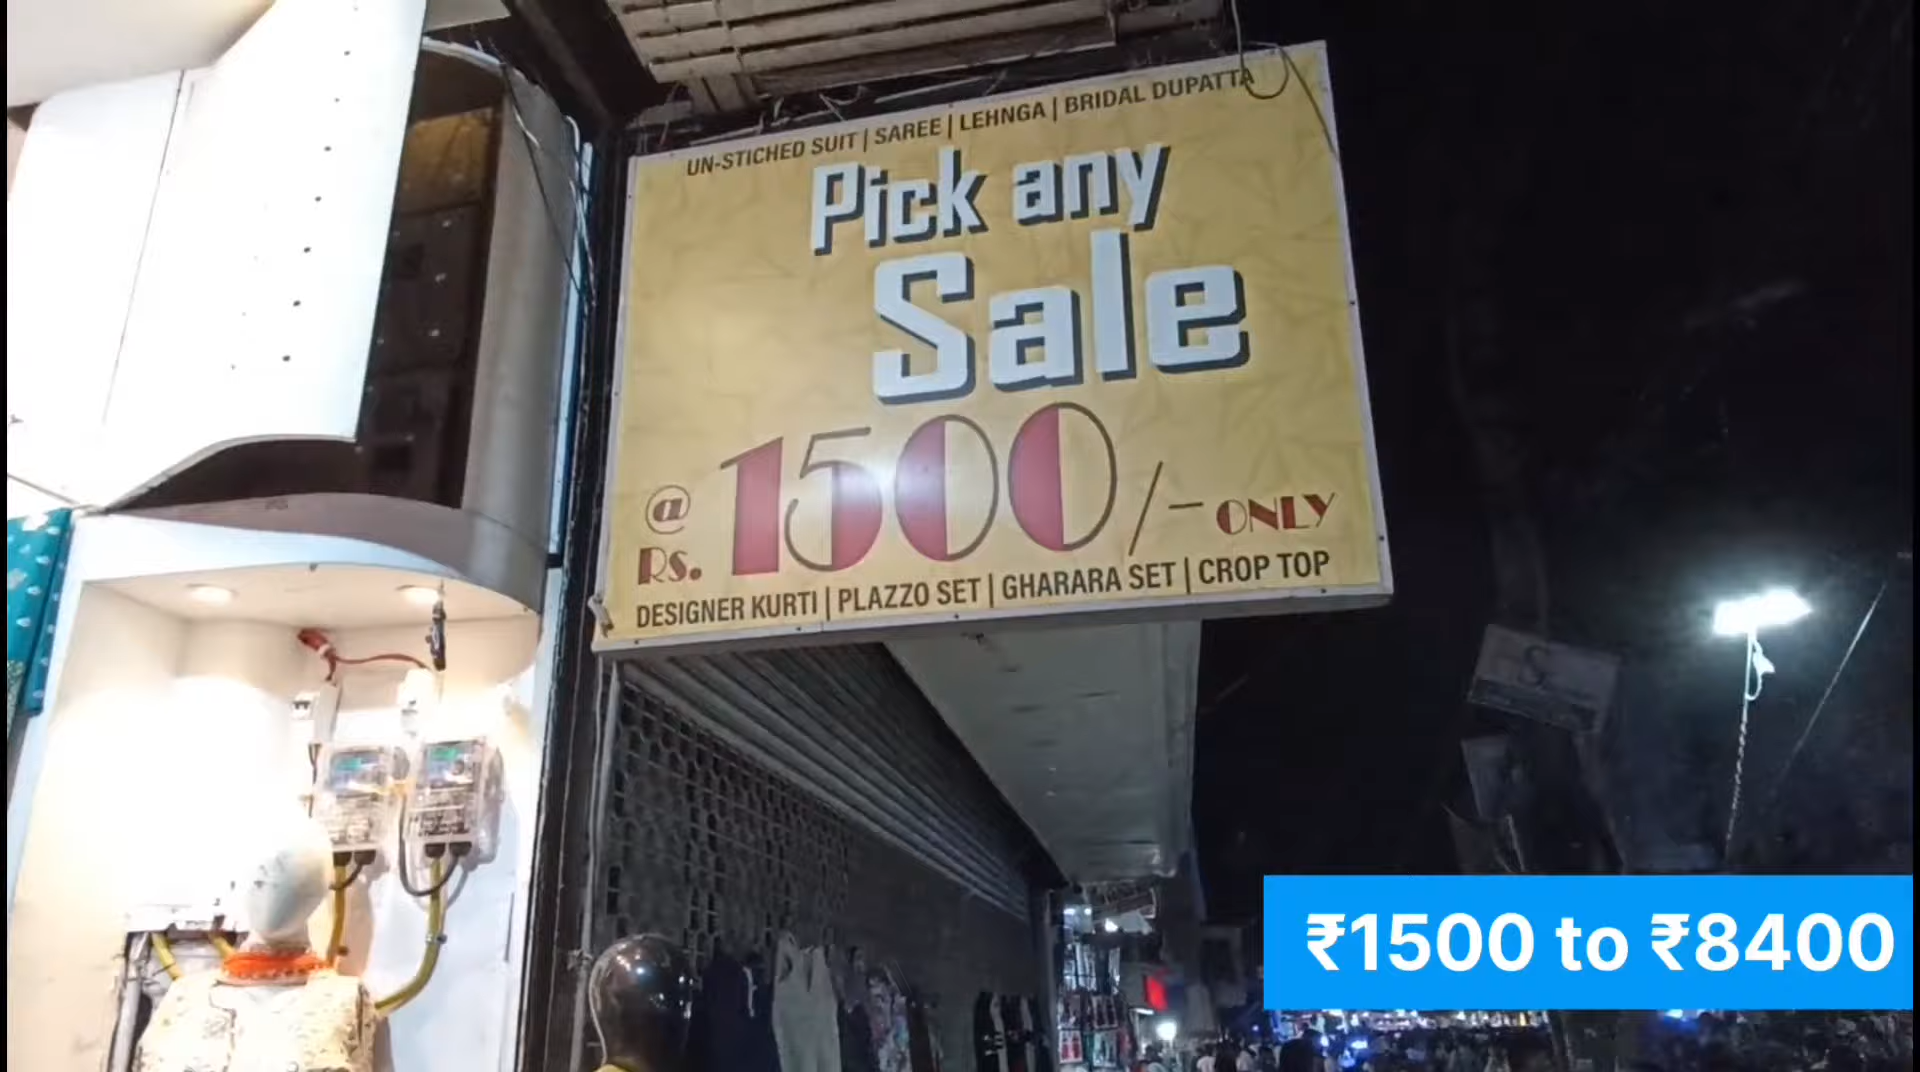 UN-STICHED SUIT | SAREE | LEHNGA | BRIDAL DUPATTA
Pick any
Sale
@
Rs. 1500/- ONLY
DESIGNER KURTI | PLAZZO SET | GHARARA SET | CROP TOP
₹1500 to ₹8400